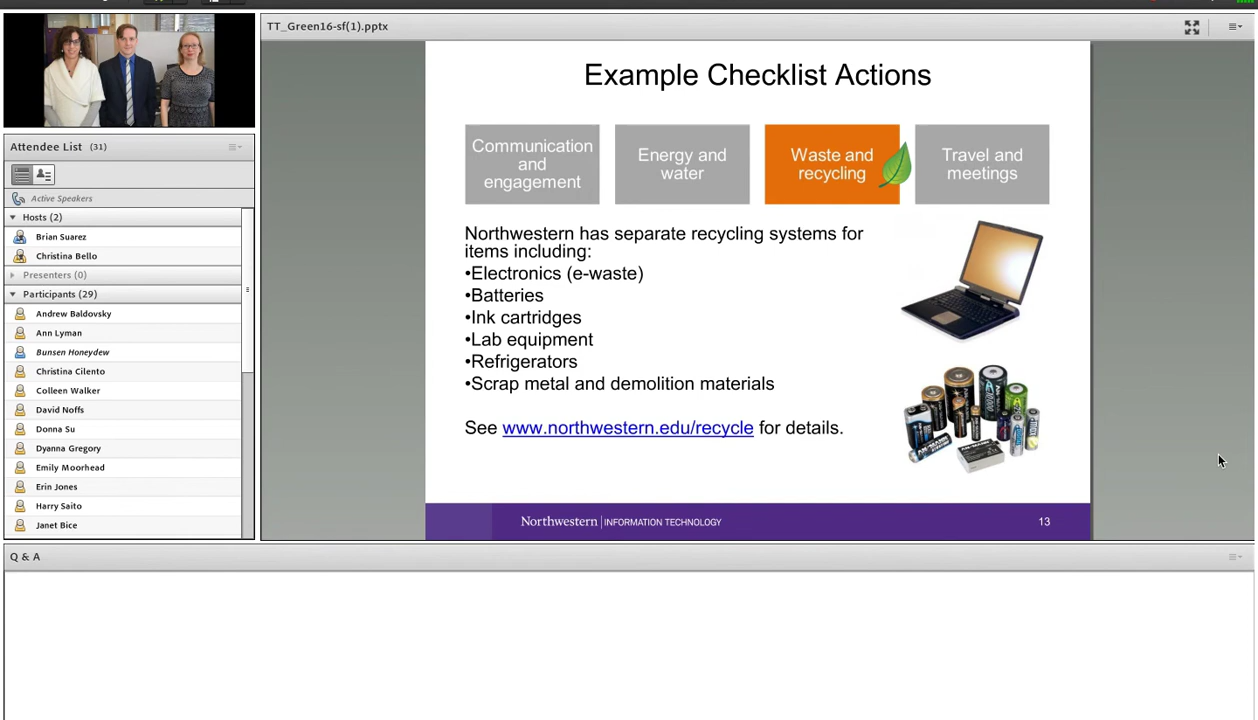 TT_Green16-sf(1).pptx
Attendee List (31)
Active Speakers
Hosts (2)
Brian Suarez
Christina Bello
Presenters (0)
Participants (29)
Andrew Baldovsky
Ann Lyman
Bunsen Honeydew
Christina Cilento
Colleen Walker
David Noffs
Donna Su
Dyanna Gregory
Emily Moorhead
Erin Jones
Harry Saito
Janet Bice
Example Checklist Actions
Communication
and
engagement
Energy and
water
Waste and
recycling
Travel and
meetings
Northwestern has separate recycling systems for
items including:
•Electronics (e-waste)
•Batteries
•Ink cartridges
•Lab equipment
•Refrigerators
•Scrap metal and demolition materials
See www.northwestern.edu/recycle for details.
Northwestern | INFORMATION TECHNOLOGY
13
Q & A